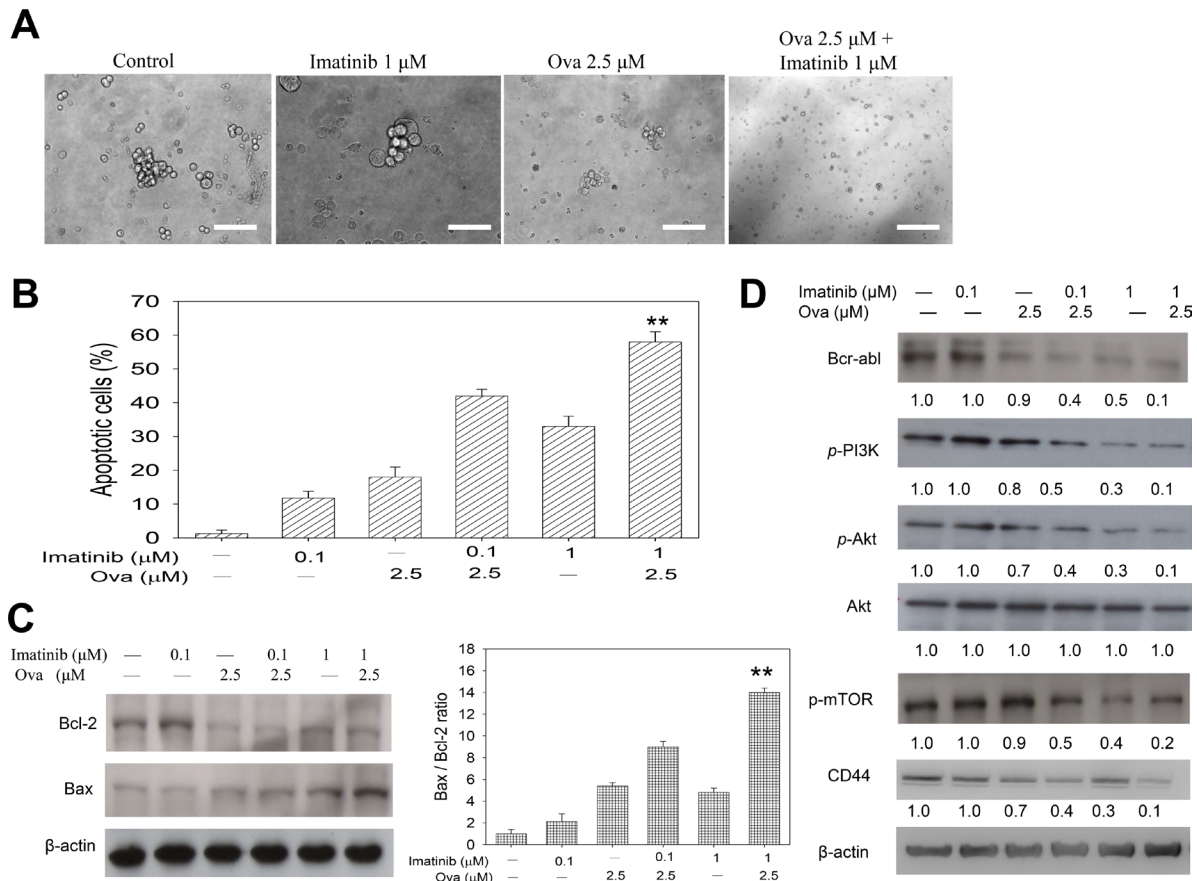 A
Control
Imatinib 1 μM
Ova 2.5 μM
Ova 2.5 μM +
Imatinib 1 μM
B
Apoptotic cells (%)
70
60
50
40
30
20
10
0
**
Imatinib (μM) — 0.1 — 0.1 1 1
Ova (μM) — — 2.5 2.5 — 2.5
C
Imatinib (μM) — 0.1 — 0.1 1 1
Ova (μM — — 2.5 2.5 — 2.5
Bcl-2
Bax
β-actin
Bax / Bcl-2 ratio
18
16
14
12
10
8
6
4
2
0
**
Imatinib (μM) — 0.1 — 0.1 1 1
Ova (μM) — — 2.5 2.5 — 2.5
D
Imatinib (μM) — 0.1 — 0.1 1 1
Ova (μM) — — 2.5 2.5 — 2.5
Bcr-abl
1.0 1.0 0.9 0.4 0.5 0.1
p-PI3K
1.0 1.0 0.8 0.5 0.3 0.1
p-Akt
1.0 1.0 0.7 0.4 0.3 0.1
Akt
1.0 1.0 1.0 1.0 1.0 1.0
p-mTOR
1.0 1.0 0.9 0.5 0.4 0.2
CD44
1.0 1.0 0.7 0.4 0.3 0.1
β-actin